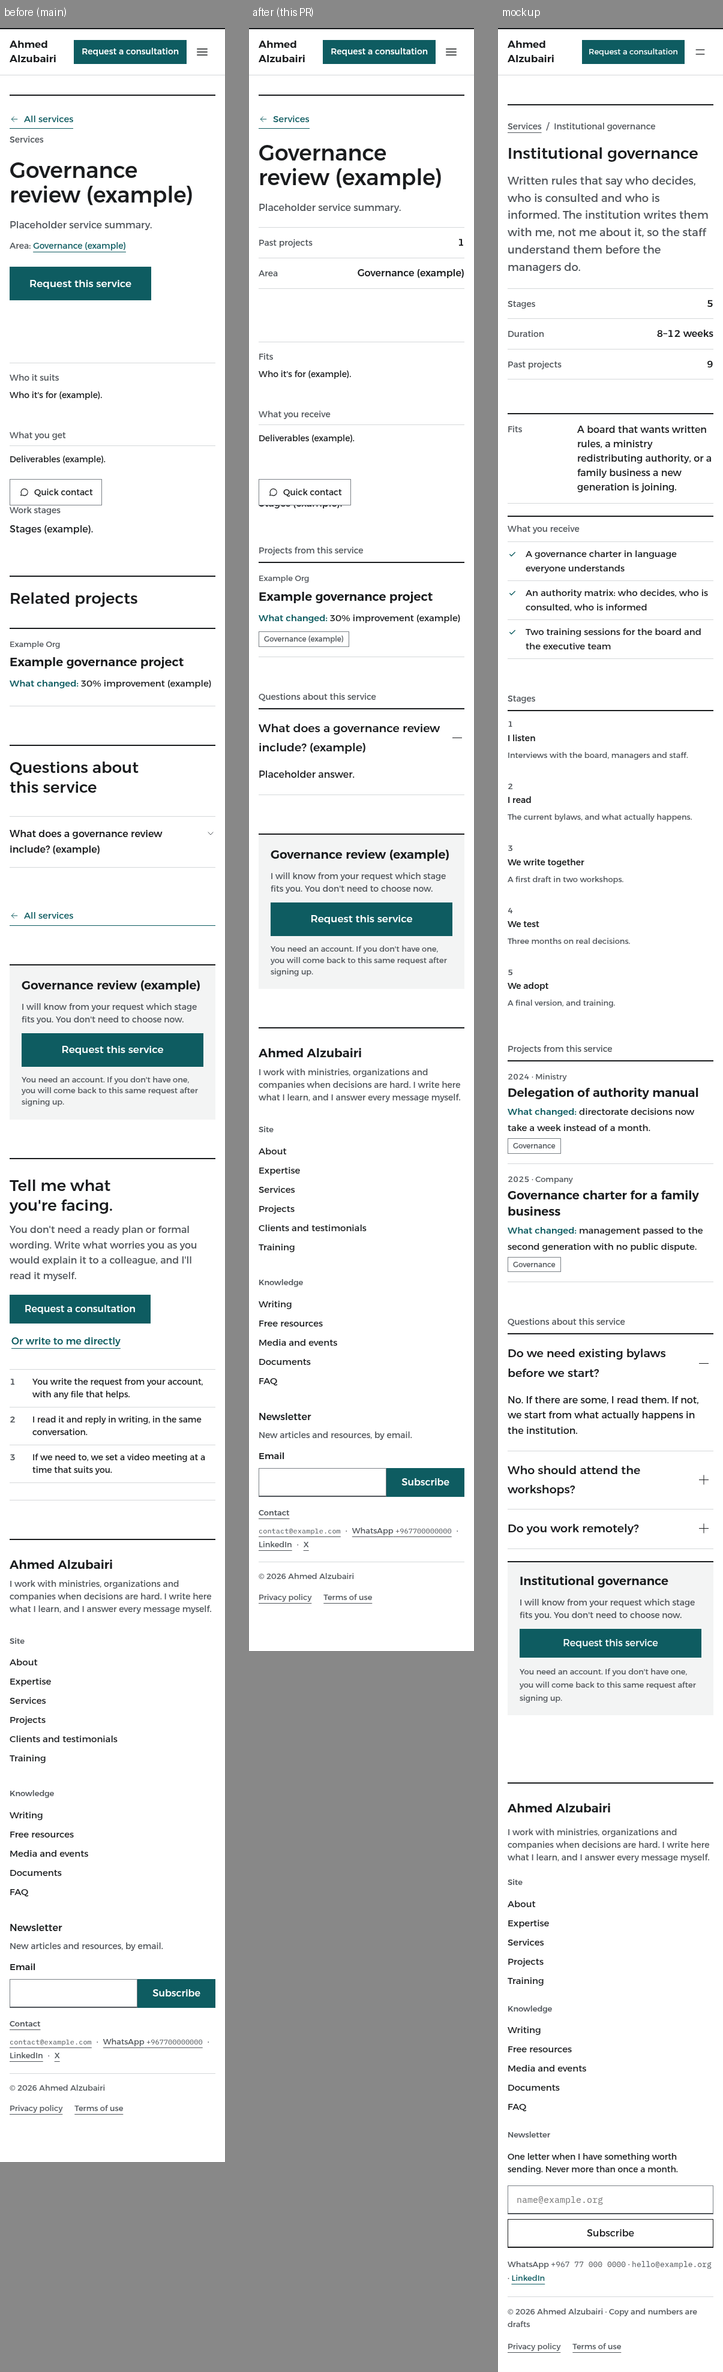 before (main)
Ahmed
Alzubairi
Request a consultation
← All services
Services
Governance
review (example)
Placeholder service summary.
Area: Governance (example)
Request this service
Who it suits
Who it's for (example).
What you get
Deliverables (example).
Quick contact
Work stages
Stages (example).
Related projects
Example Org
Example governance project
What changed: 30% improvement (example)
Questions about
this service
What does a governance review
include? (example)
← All services
Governance review (example)
I will know from your request which stage
fits you. You don't need to choose now.
Request this service
You need an account. If you don't have one,
you will come back to this same request after
signing up.
Tell me what
you're facing.
You don't need a ready plan or formal
wording. Write what worries you as you
would explain it to a colleague, and I'll
read it myself.
Request a consultation
Or write to me directly
1 You write the request from your account,
with any file that helps.
2 I read it and reply in writing, in the same
conversation.
3 If we need to, we set a video meeting at a
time that suits you.
Ahmed Alzubairi
I work with ministries, organizations and
companies when decisions are hard. I write here
what I learn, and I answer every message myself.
Site
About
Expertise
Services
Projects
Clients and testimonials
Training
Knowledge
Writing
Free resources
Media and events
Documents
FAQ
Newsletter
New articles and resources, by email.
Email
Subscribe
Contact
contact@example.com · WhatsApp +967700000000 ·
LinkedIn · X
© 2026 Ahmed Alzubairi
Privacy policy Terms of use
after (this PR)
Ahmed
Alzubairi
Request a consultation
← Services
Governance
review (example)
Placeholder service summary.
Past projects 1
Area Governance (example)
Fits
Who it's for (example).
What you receive
Deliverables (example).
Quick contact
Stages (example).
Projects from this service
Example Org
Example governance project
What changed: 30% improvement (example)
Governance (example)
Questions about this service
What does a governance review
include? (example)
Placeholder answer.
Governance review (example)
I will know from your request which stage
fits you. You don't need to choose now.
Request this service
You need an account. If you don't have one,
you will come back to this same request after
signing up.
Ahmed Alzubairi
I work with ministries, organizations and
companies when decisions are hard. I write here
what I learn, and I answer every message myself.
Site
About
Expertise
Services
Projects
Clients and testimonials
Training
Knowledge
Writing
Free resources
Media and events
Documents
FAQ
Newsletter
New articles and resources, by email.
Email
Subscribe
Contact
contact@example.com · WhatsApp +967700000000 ·
LinkedIn · X
© 2026 Ahmed Alzubairi
Privacy policy Terms of use
mockup
Ahmed
Alzubairi
Request a consultation
Services / Institutional governance
Institutional governance
Written rules that say who decides,
who is consulted and who is
informed. The institution writes them
with me, not me about it, so the staff
understand them before the
managers do.
Stages 5
Duration 8–12 weeks
Past projects 9
Fits A board that wants written
rules, a ministry
redistributing authority, or a
family business a new
generation is joining.
What you receive
A governance charter in language
everyone understands
An authority matrix: who decides, who is
consulted, who is informed
Two training sessions for the board and
the executive team
Stages
1
I listen
Interviews with the board, managers and staff.
2
I read
The current bylaws, and what actually happens.
3
We write together
A first draft in two workshops.
4
We test
Three months on real decisions.
5
We adopt
A final version, and training.
Projects from this service
2024 · Ministry
Delegation of authority manual
What changed: directorate decisions now
take a week instead of a month.
Governance
2025 · Company
Governance charter for a family
business
What changed: management passed to the
second generation with no public dispute.
Governance
Questions about this service
Do we need existing bylaws
before we start?
No. If there are some, I read them. If not,
we start from what actually happens in
the institution.
Who should attend the
workshops?
Do you work remotely?
Institutional governance
I will know from your request which stage
fits you. You don't need to choose now.
Request this service
You need an account. If you don't have one,
you will come back to this same request after
signing up.
Ahmed Alzubairi
I work with ministries, organizations and
companies when decisions are hard. I write here
what I learn, and I answer every message myself.
Site
About
Expertise
Services
Projects
Training
Knowledge
Writing
Free resources
Media and events
Documents
FAQ
Newsletter
One letter when I have something worth
sending. Never more than once a month.
name@example.org
Subscribe
WhatsApp +967 77 000 0000 · hello@example.org
· LinkedIn
© 2026 Ahmed Alzubairi · Copy and numbers are
drafts
Privacy policy Terms of use